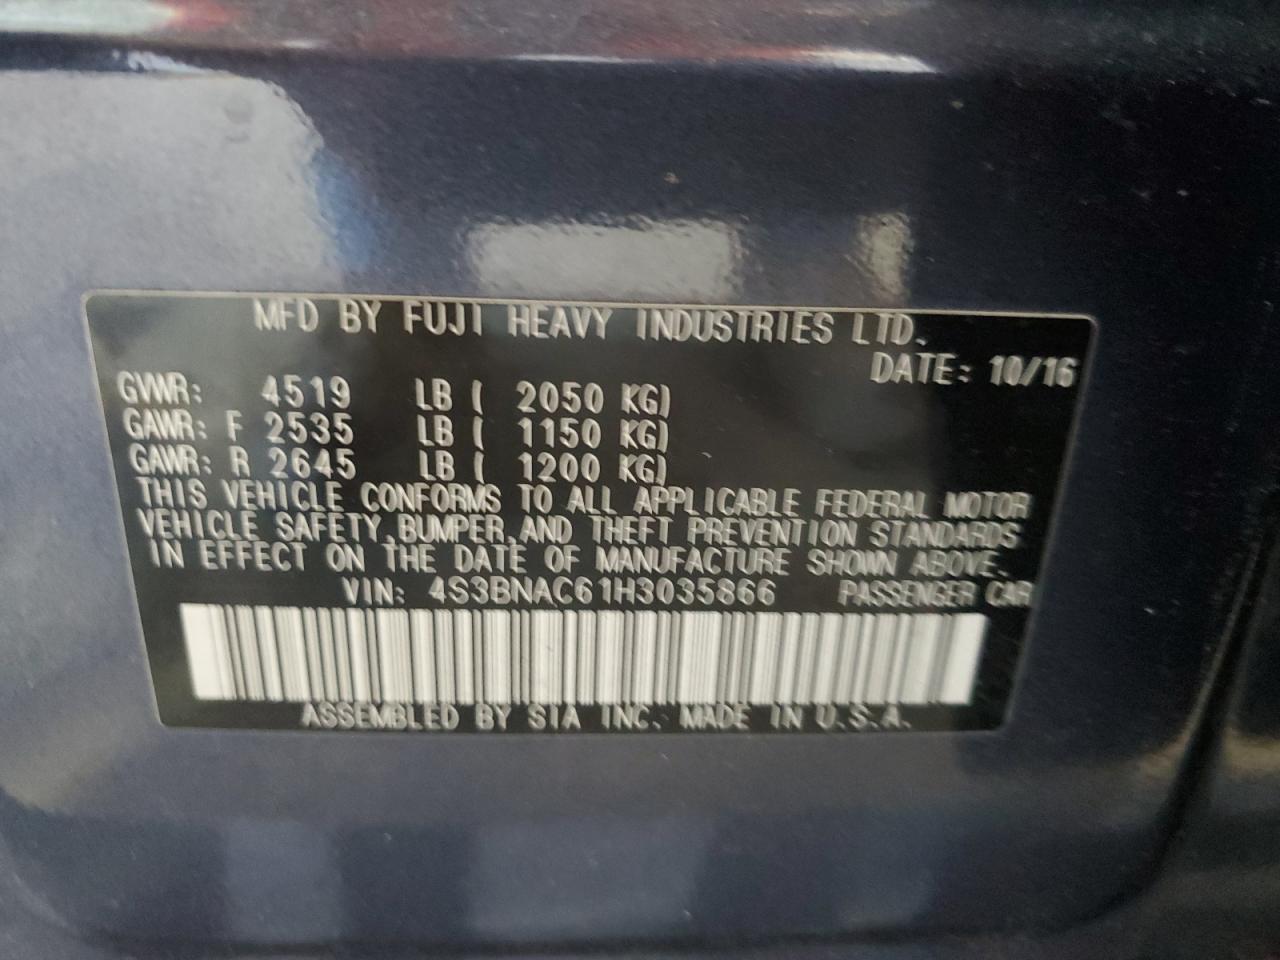 MFD BY FUJI HEAVY INDUSTRIES LTD.
DATE: 10/16
GVWR: 4519 LB ( 2050 KG)
GAWR: F 2535 LB ( 1150 KG)
GAWR: R 2645 LB ( 1200 KG)
THIS VEHICLE CONFORMS TO ALL APPLICABLE FEDERAL MOTOR
VEHICLE SAFETY,BUMPER,AND THEFT PREVENTION STANDARDS
IN EFFECT ON THE DATE OF MANUFACTURE SHOWN ABOVE.
VIN: 4S3BNAC61H3035866 PASSENGER CAR
ASSEMBLED BY SIA INC. MADE IN U.S.A.